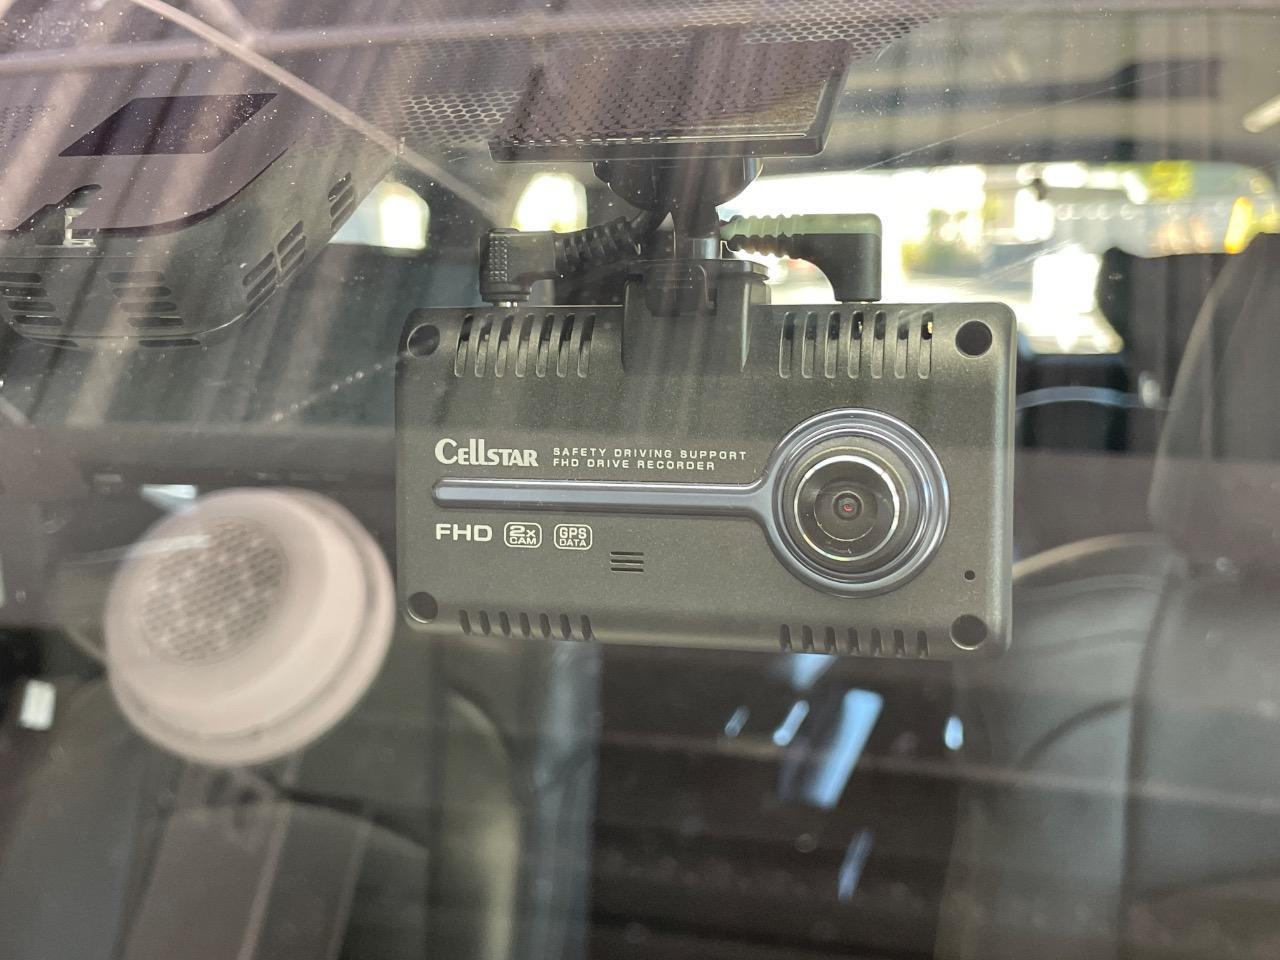 CELLSTAR
SAFETY DRIVING SUPPORT
FHD DRIVE RECORDER
FHD
2x
CAM
GPS
DATA